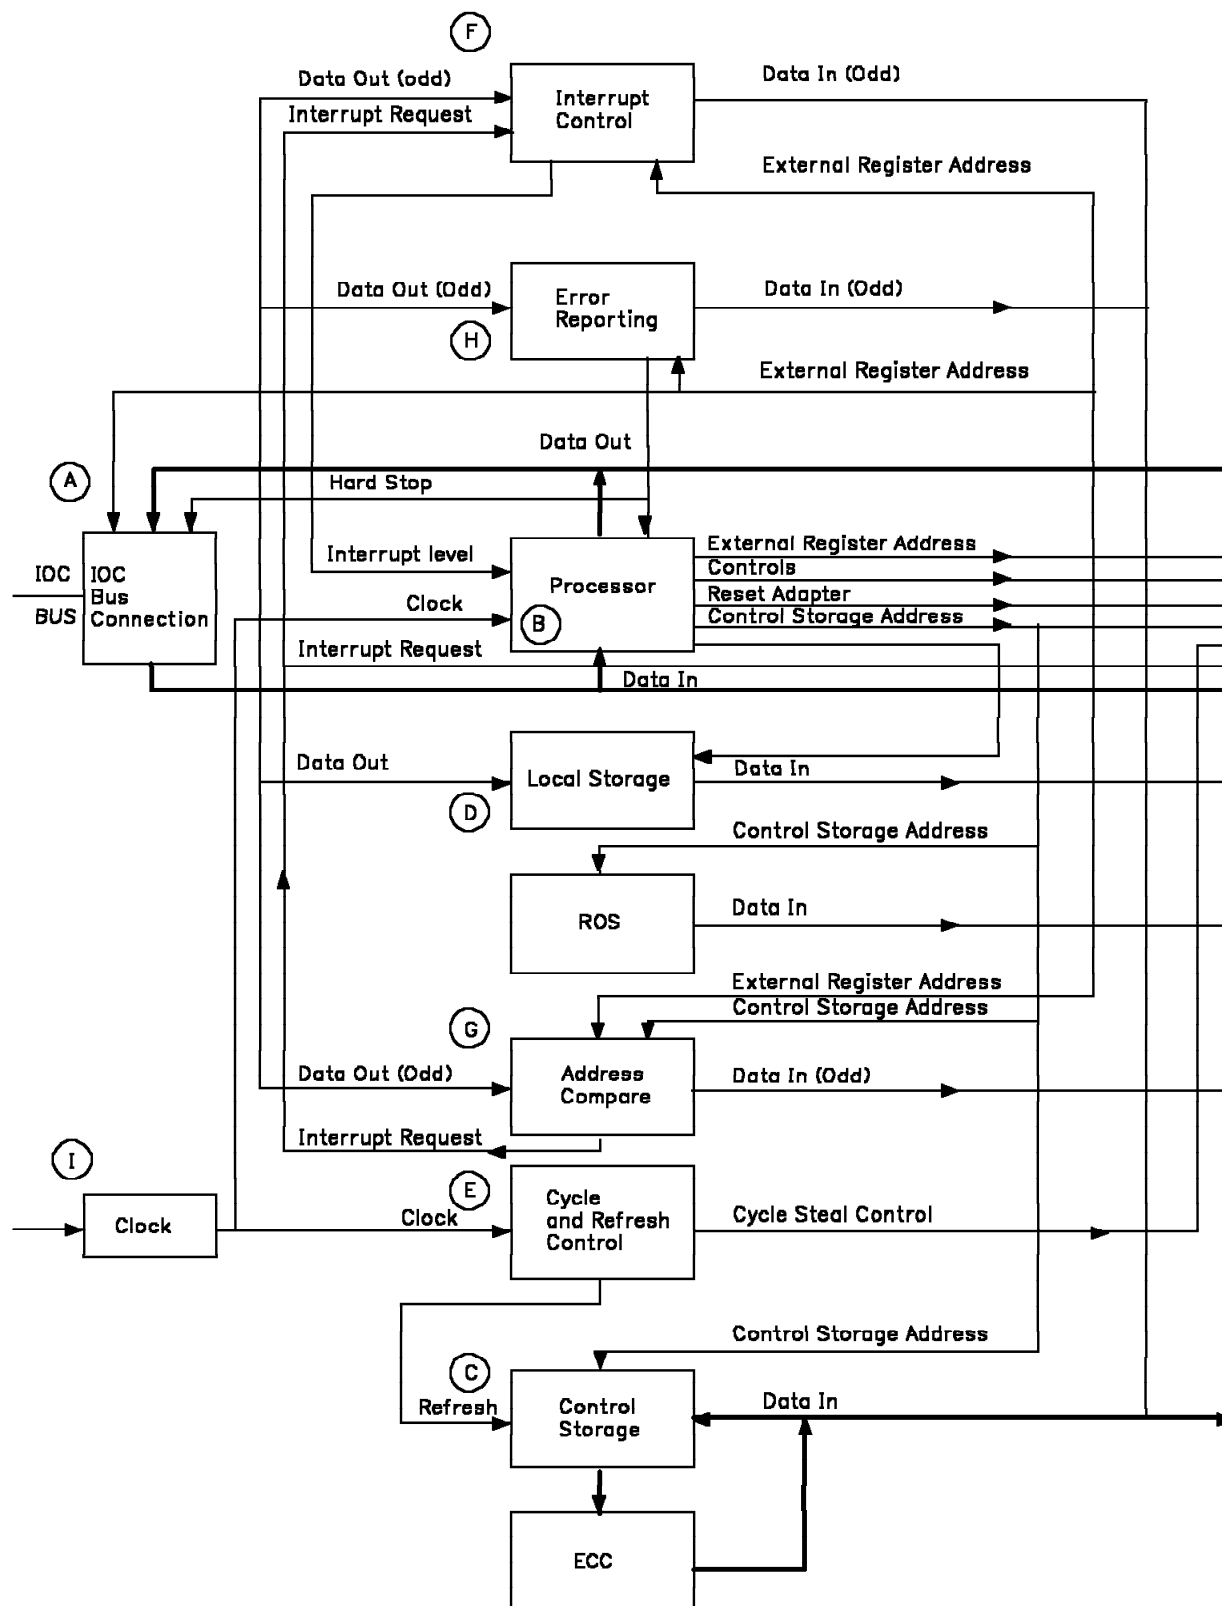 F
Data Out (odd)
Data In (Odd)
Interrupt
Control
Interrupt Request
External Register Address
Data Out (Odd)
Error
Reporting
Data In (Odd)
H
External Register Address
Data Out
A
Hard Stop
IOC
BUS
IOC
Bus
Connection
Interrupt level
Clock
Processor
B
External Register Address
Controls
Reset Adapter
Control Storage Address
Interrupt Request
Data In
Data Out
Local Storage
Data In
D
Control Storage Address
ROS
Data In
External Register Address
Control Storage Address
G
Data Out (Odd)
Address
Compare
Data In (Odd)
Interrupt Request
I
Clock
E
Clock
Cycle
and Refresh
Control
Cycle Steal Control
Control Storage Address
C
Refresh
Control
Storage
Data In
ECC